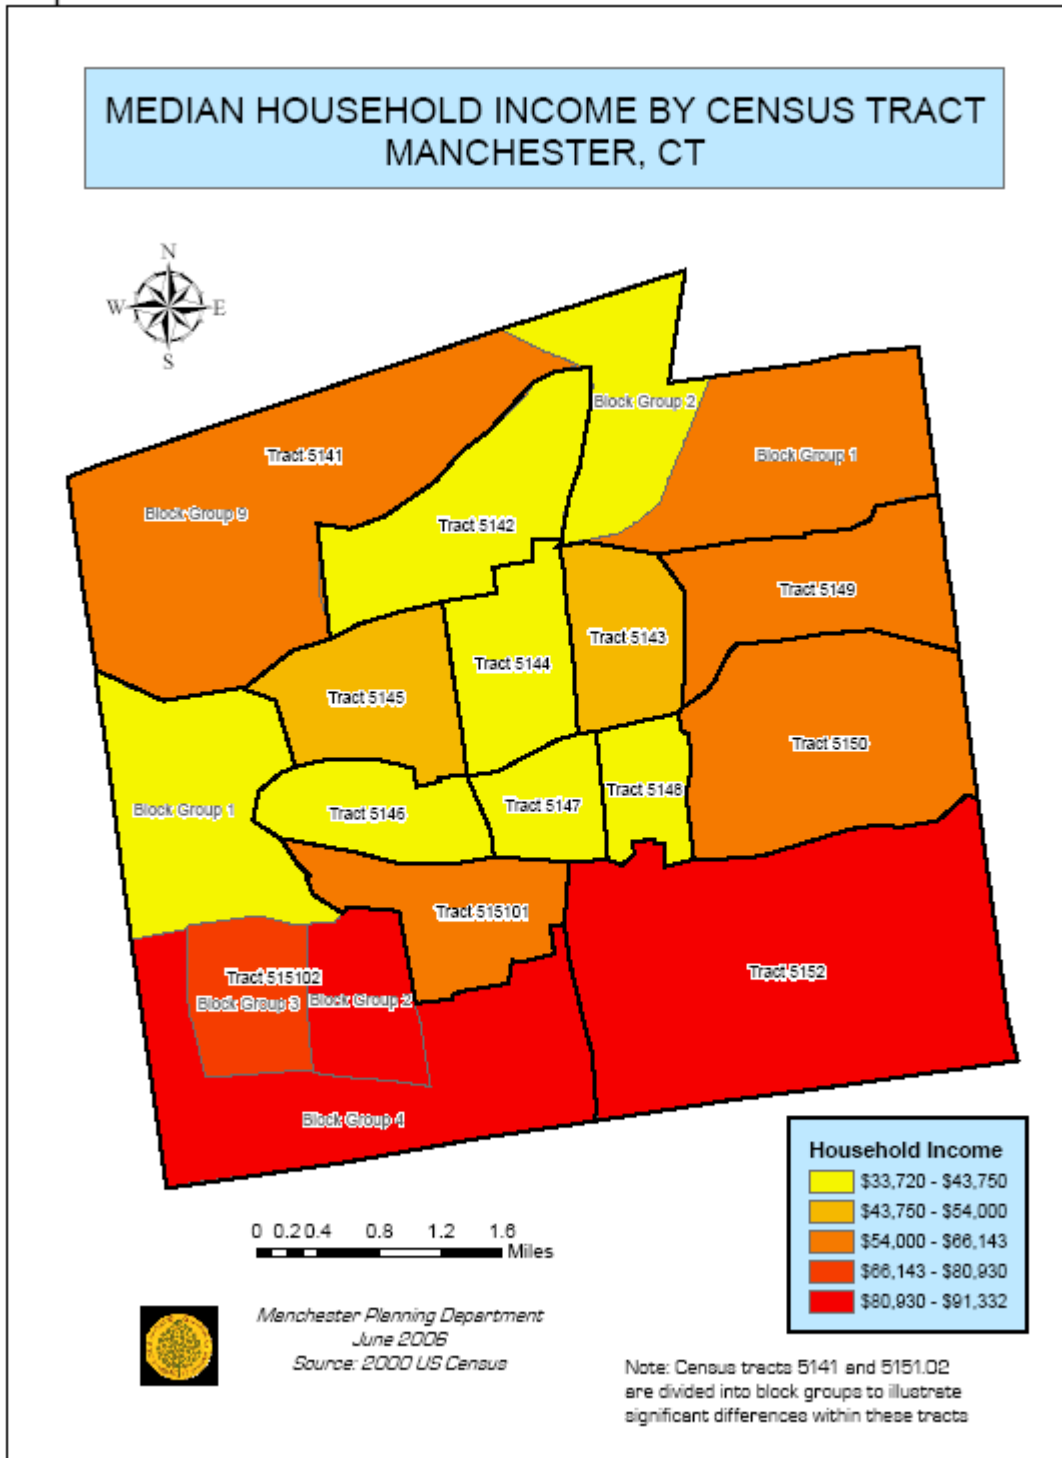 MEDIAN HOUSEHOLD INCOME BY CENSUS TRACT
MANCHESTER, CT
N
W E
S
Block Group 2
Tract 5141
Block Group 1
Block Group 9
Tract 5142
Tract 5149
Tract 5143
Tract 5144
Tract 5145
Tract 5150
Tract 5148
Block Group 1
Tract 5146
Tract 5147
Tract 515101
Tract 515102
Tract 5152
Block Group 3
Block Group 2
Block Group 4
Household Income
$33,720 - $43,750
$43,750 - $54,000
$54,000 - $66,143
$66,143 - $80,930
$80,930 - $91,332
0 0.2 0.4 0.8 1.2 1.6
Miles
Manchester Planning Department
June 2006
Source: 2000 US Census
Note: Census tracts 5141 and 5151.02
are divided into block groups to illustrate
significant differences within these tracts